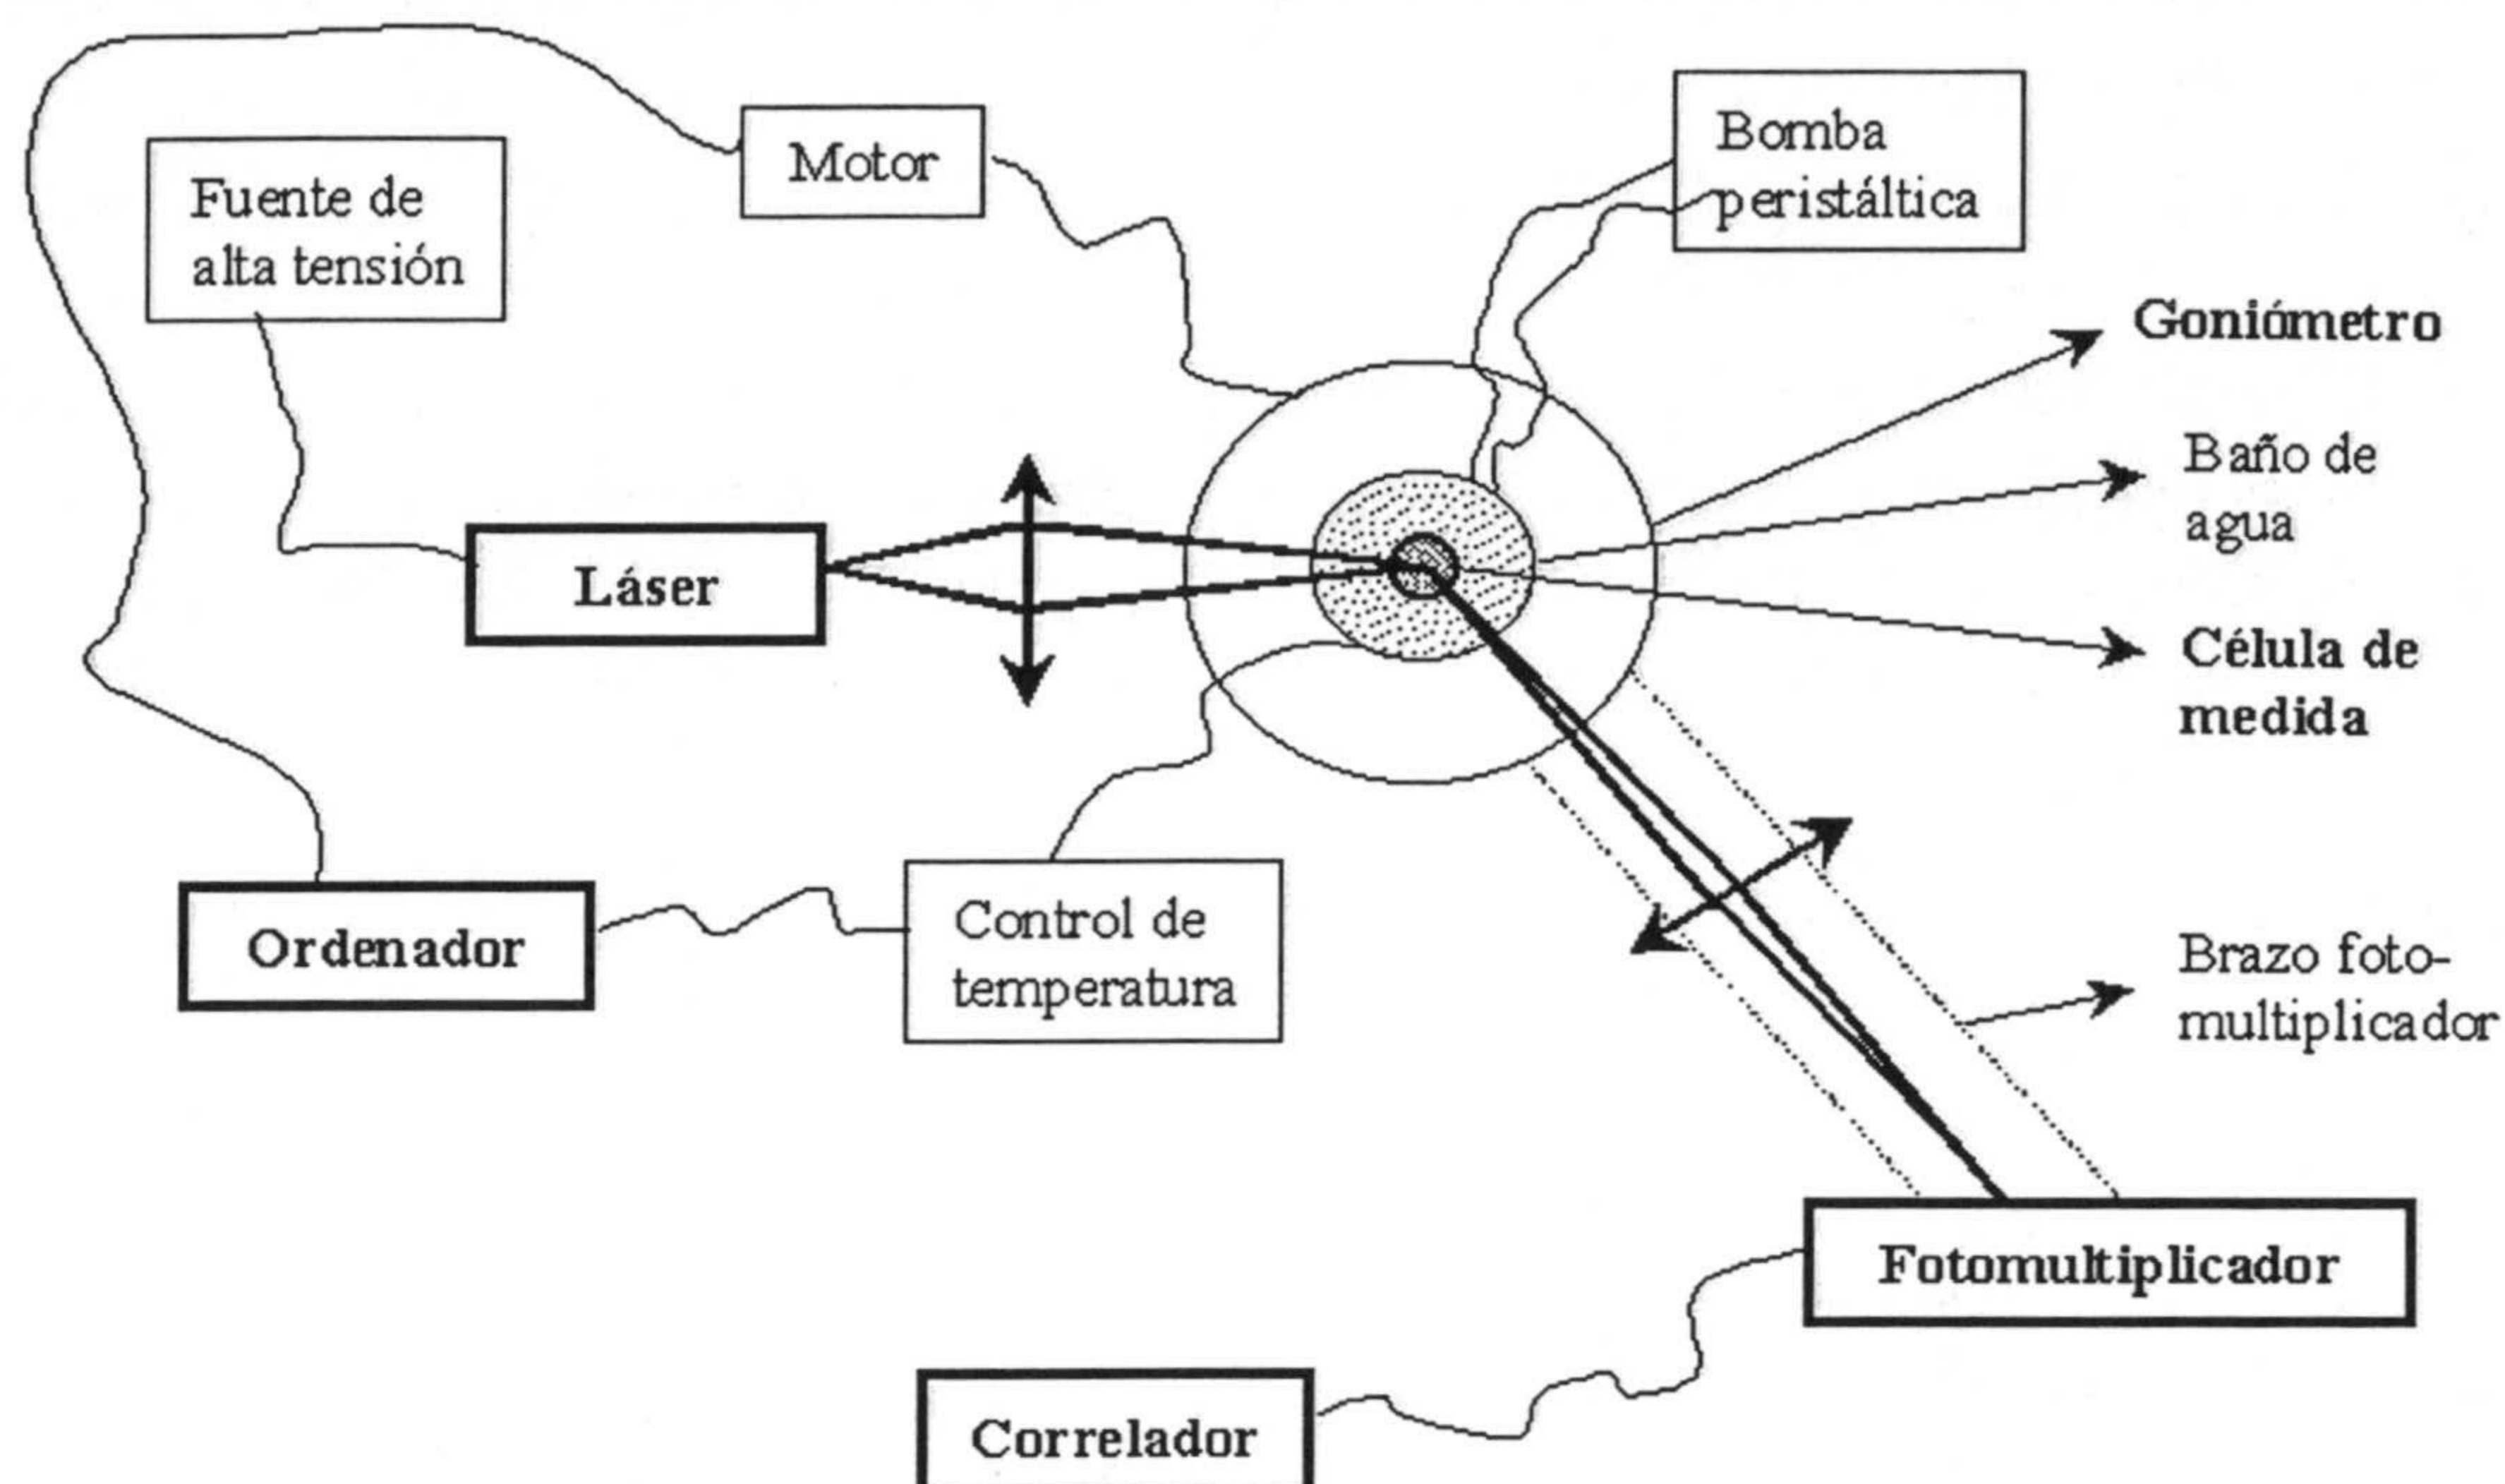 Motor
Bomba
peristáltica
Fuente de
alta tensión
Goniómetro
Baño de
agua
Láser
Célula de
medida
Ordenador
Control de
temperatura
Brazo foto-
multiplicador
Fotomultiplicador
Correlador